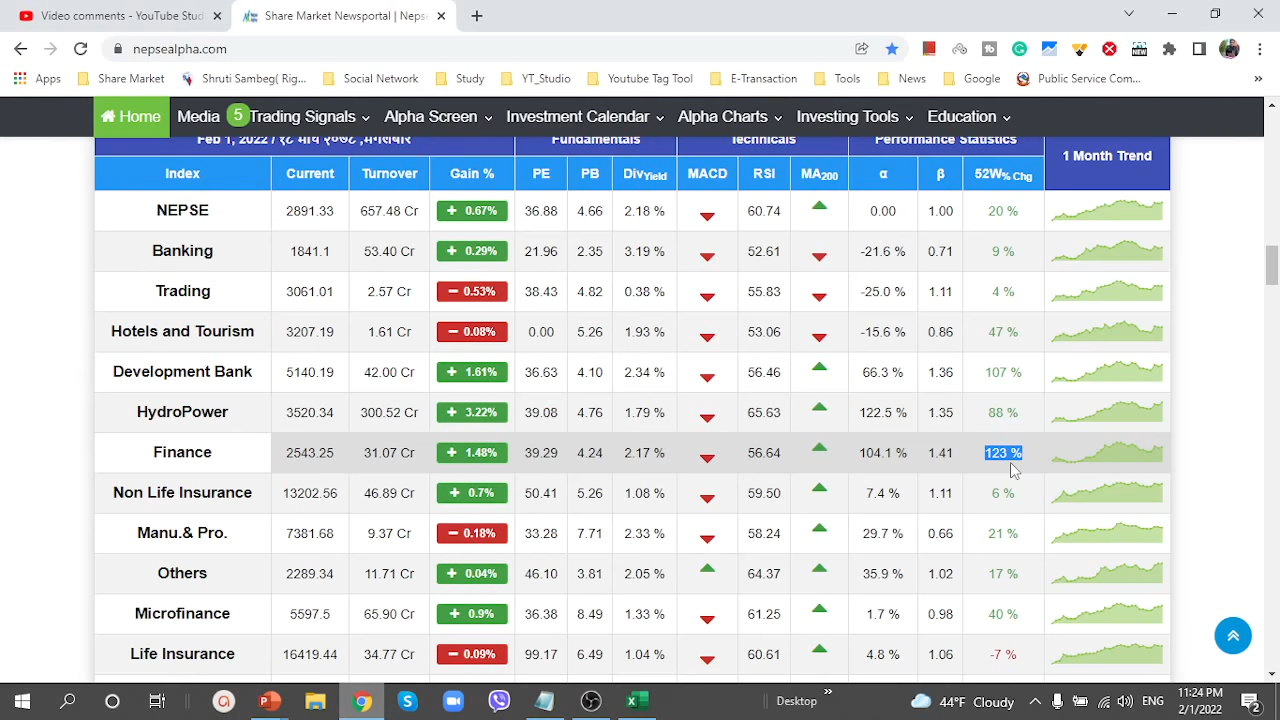 Video comments - YouTube Stud
Share Market Newsportal | Neps
nepsealpha.com
Apps Share Market Shruti Sambeg( Rig... Social Network Study YT_Studio Youtube Tag Tool E-Transaction Tools News Google Public Service Com... »
Home Media 5 Trading Signals Alpha Screen Investment Calendar Alpha Charts Investing Tools Education
Feb 1, 2022 / Fundamentals Technicals Performance Statistics 1 Month Trend
Index Current Turnover Gain % PE PB DivYield MACD RSI MA200 α β 52W% Chg
NEPSE 2891.33 657.48 Cr + 0.67% 36.88 4.66 2.18 % 60.74 0.00 1.00 20 %
Banking 1841.1 53.40 Cr + 0.29% 21.96 2.35 3.19 % 52.61 -21.6 % 0.71 9 %
Trading 3061.01 2.57 Cr − 0.53% 38.43 4.82 0.38 % 55.83 -25.0 % 1.11 4 %
Hotels and Tourism 3207.19 1.61 Cr − 0.08% 0.00 5.26 1.93 % 53.06 -15.6 % 0.86 47 %
Development Bank 5140.19 42.00 Cr + 1.61% 36.63 4.10 2.34 % 56.46 66.3 % 1.36 107 %
HydroPower 3520.34 300.52 Cr + 3.22% 39.08 4.76 1.79 % 65.63 122.5 % 1.35 88 %
Finance 2543.25 31.07 Cr + 1.48% 39.29 4.24 2.17 % 56.64 104.1 % 1.41 123 %
Non Life Insurance 13202.56 46.89 Cr + 0.7% 50.41 5.26 1.08 % 59.50 7.4 % 1.11 6 %
Manu.& Pro. 7381.68 9.37 Cr − 0.18% 33.28 7.71 2.33 % 58.24 29.7 % 0.66 21 %
Others 2289.34 11.71 Cr + 0.04% 46.10 3.81 2.05 % 64.37 35.9 % 1.02 17 %
Microfinance 5597.5 65.90 Cr + 0.9% 36.38 8.49 1.33 % 61.25 1.7 % 0.98 40 %
Life Insurance 16419.44 34.77 Cr − 0.09% 99.17 6.49 1.04 % 60.61 4.8 % 1.06 -7 %
Desktop » 44°F Cloudy ENG 11:24 PM
2/1/2022 2